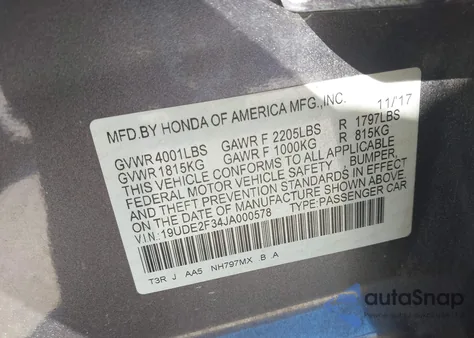 MFD.BY HONDA OF AMERICA MFG.,INC. 11/17
GVWR 4001LBS GAWR F 2205LBS R 1797LBS
GVWR 1815KG GAWR F 1000KG R 815KG
THIS VEHICLE CONFORMS TO ALL APPLICABLE
FEDERAL MOTOR VEHICLE SAFETY, BUMPER,
AND THEFT PREVENTION STANDARDS IN EFFECT
ON THE DATE OF MANUFACTURE SHOWN ABOVE.
V.I.N: 19UDE2F34JA000578 TYPE:PASSENGER CAR
T3R J AA5 NH797MX B A
autoSnap